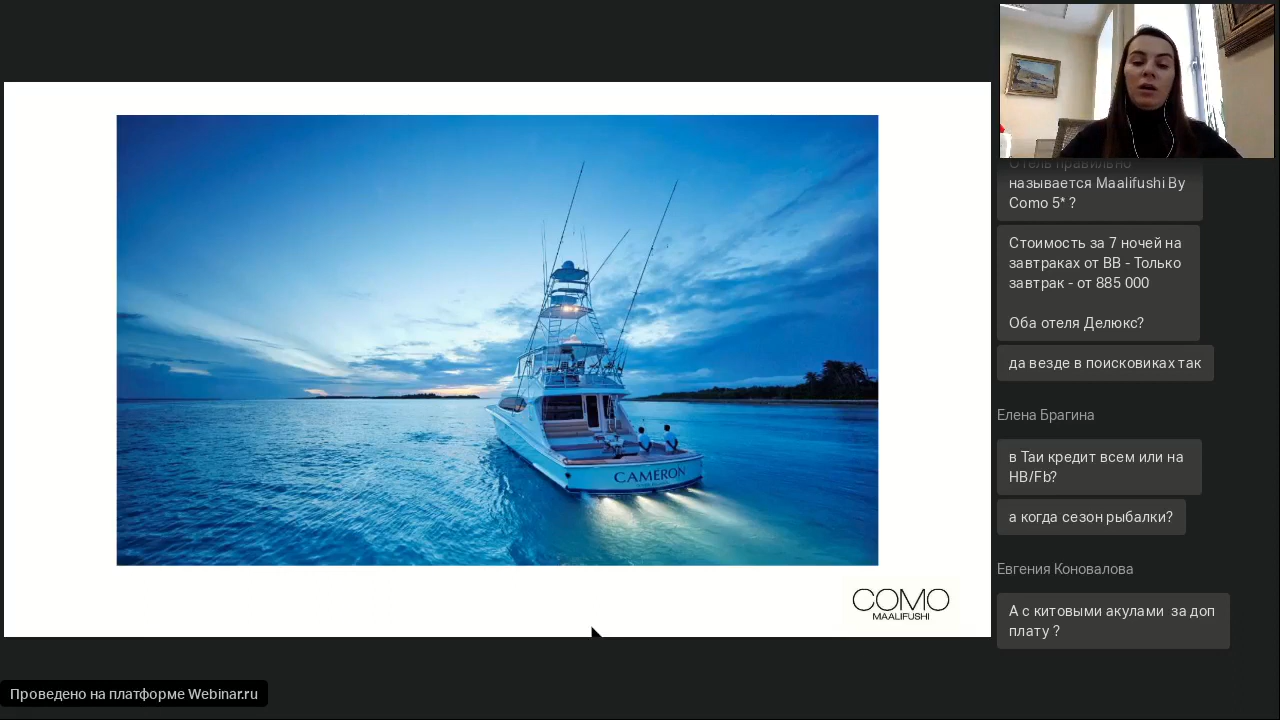 CAMERON
COMO
MAALIFUSHI
Отель правильно
называется Maalifushi By
Como 5* ?
Стоимость за 7 ночей на
завтраках от BB - Только
завтрак - от 885 000
Оба отеля Делюкс?
да везде в поисковиках так
Елена Брагина
в Таи кредит всем или на
HB/Fb?
а когда сезон рыбалки?
Евгения Коновалова
А с китовыми акулами за доп
плату ?
Проведено на платформе Webinar.ru